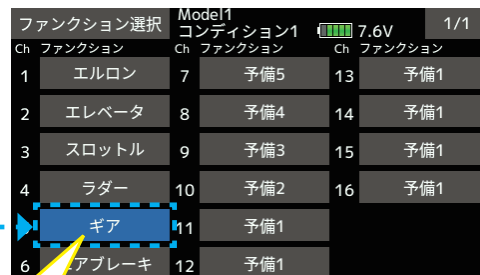 ファンクション選択 Model1 コンディション1 7.6V 1/1
Ch ファンクション Ch ファンクション Ch ファンクション
1 エルロン 7 予備5 13 予備1
2 エレベータ 8 予備4 14 予備1
3 スロットル 9 予備3 15 予備1
4 ラダー 10 予備2 16 予備1
ギア 11 予備1
6 アブレーキ 12 予備1